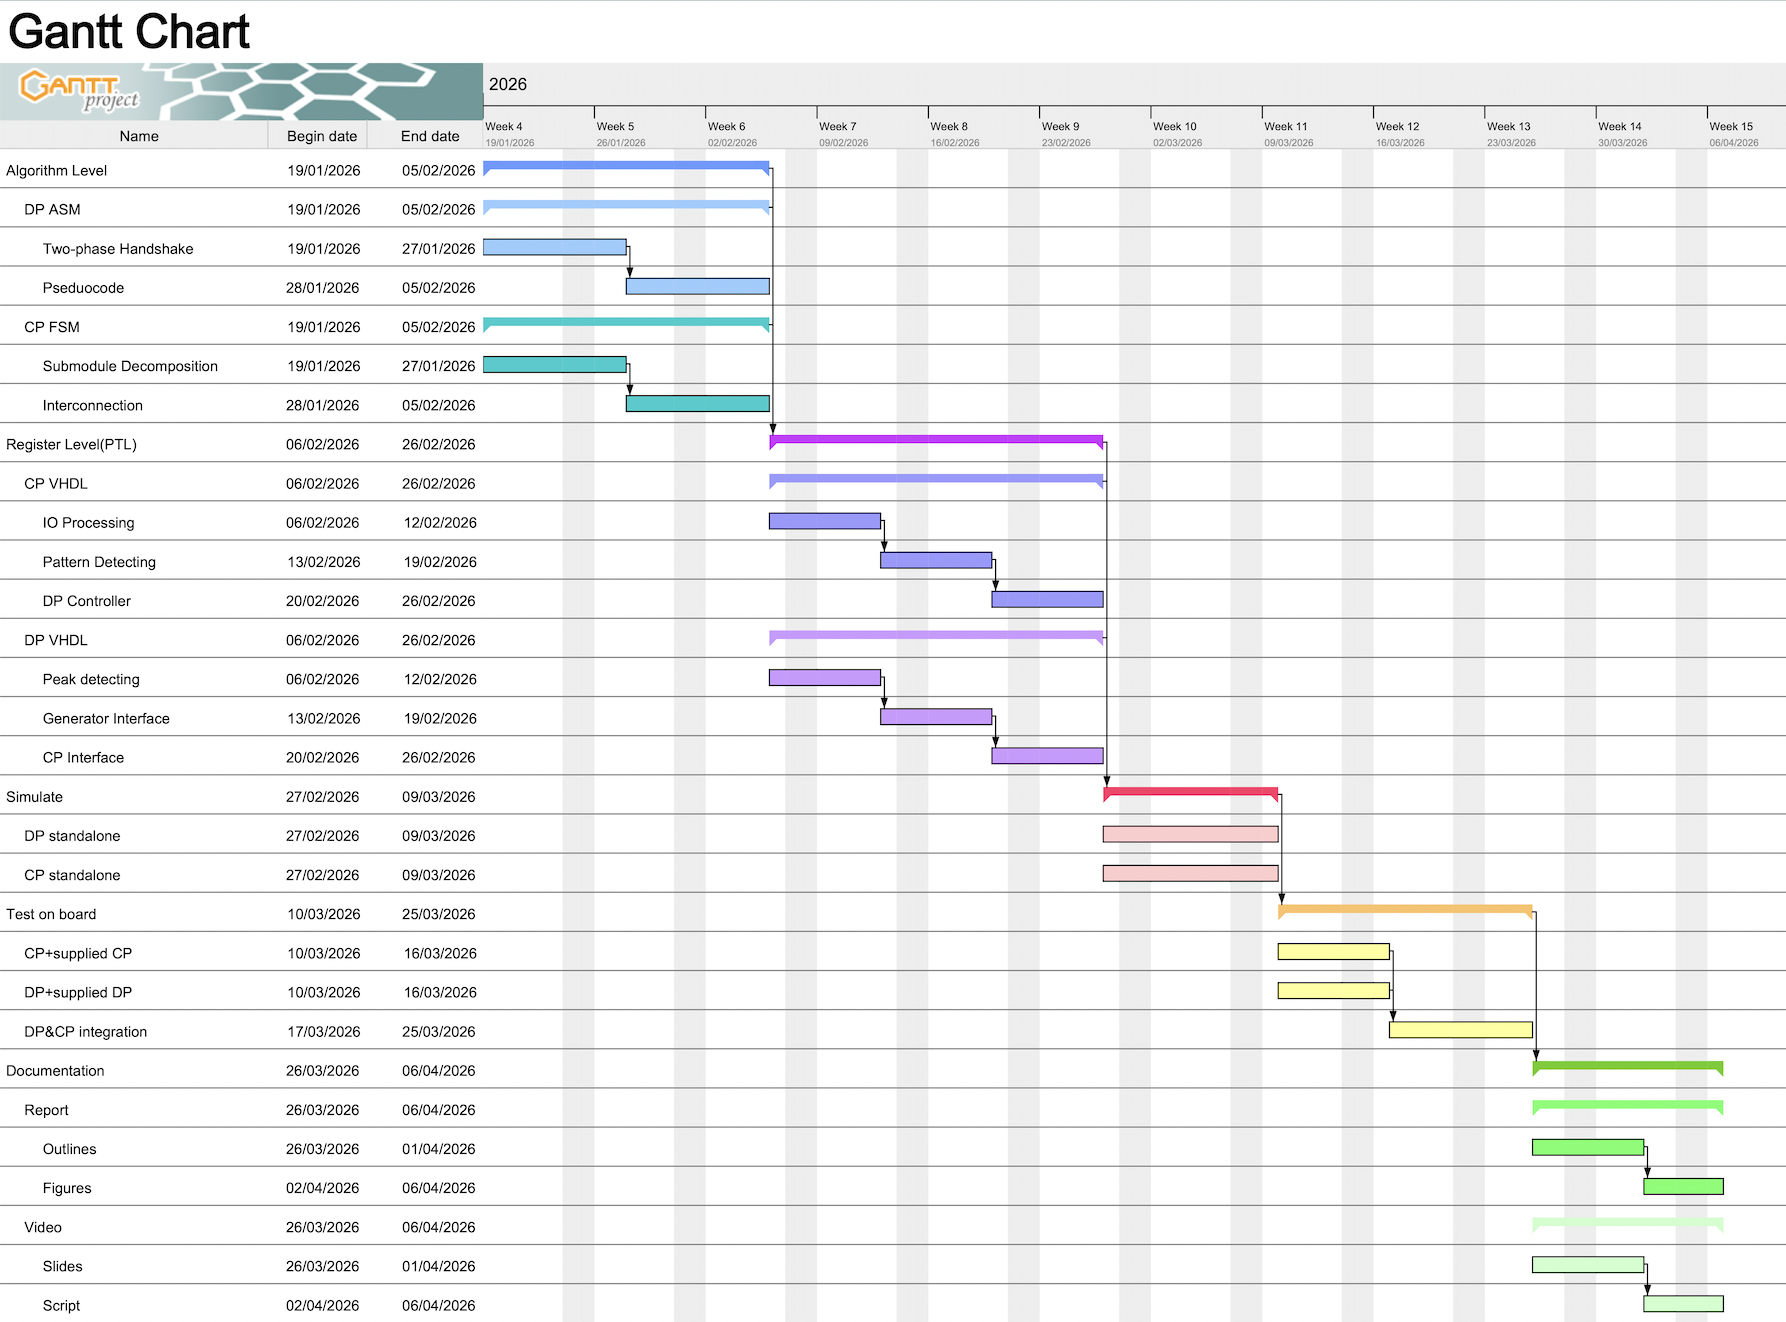 Gantt Chart
GANTT
project
2026
Name Begin date End date
Week 4 Week 5 Week 6 Week 7 Week 8 Week 9 Week 10 Week 11 Week 12 Week 13 Week 14 Week 15
19/01/2026 26/01/2026 02/02/2026 09/02/2026 16/02/2026 23/02/2026 02/03/2026 09/03/2026 16/03/2026 23/03/2026 30/03/2026 06/04/2026
Algorithm Level 19/01/2026 05/02/2026
DP ASM 19/01/2026 05/02/2026
Two-phase Handshake 19/01/2026 27/01/2026
Pseduocode 28/01/2026 05/02/2026
CP FSM 19/01/2026 05/02/2026
Submodule Decomposition 19/01/2026 27/01/2026
Interconnection 28/01/2026 05/02/2026
Register Level(PTL) 06/02/2026 26/02/2026
CP VHDL 06/02/2026 26/02/2026
IO Processing 06/02/2026 12/02/2026
Pattern Detecting 13/02/2026 19/02/2026
DP Controller 20/02/2026 26/02/2026
DP VHDL 06/02/2026 26/02/2026
Peak detecting 06/02/2026 12/02/2026
Generator Interface 13/02/2026 19/02/2026
CP Interface 20/02/2026 26/02/2026
Simulate 27/02/2026 09/03/2026
DP standalone 27/02/2026 09/03/2026
CP standalone 27/02/2026 09/03/2026
Test on board 10/03/2026 25/03/2026
CP+supplied CP 10/03/2026 16/03/2026
DP+supplied DP 10/03/2026 16/03/2026
DP&CP integration 17/03/2026 25/03/2026
Documentation 26/03/2026 06/04/2026
Report 26/03/2026 06/04/2026
Outlines 26/03/2026 01/04/2026
Figures 02/04/2026 06/04/2026
Video 26/03/2026 06/04/2026
Slides 26/03/2026 01/04/2026
Script 02/04/2026 06/04/2026